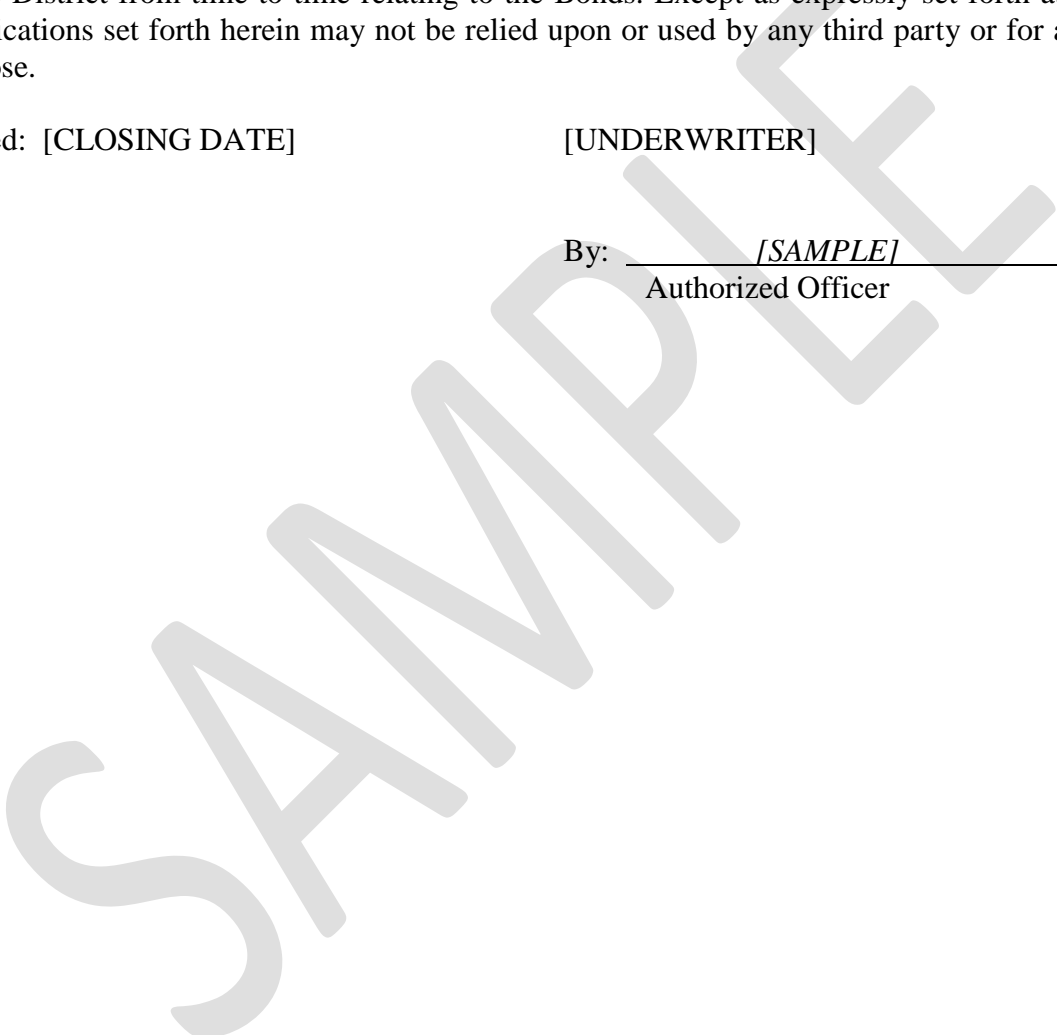 District from time to time relating to the Bonds. Except as expressly set forth
ications set forth herein may not be relied upon or used by any third party or for a
se.
ed: [CLOSING DATE] [UNDERWRITER]
By: [SAMPLE]
Authorized Officer
SAMPLE